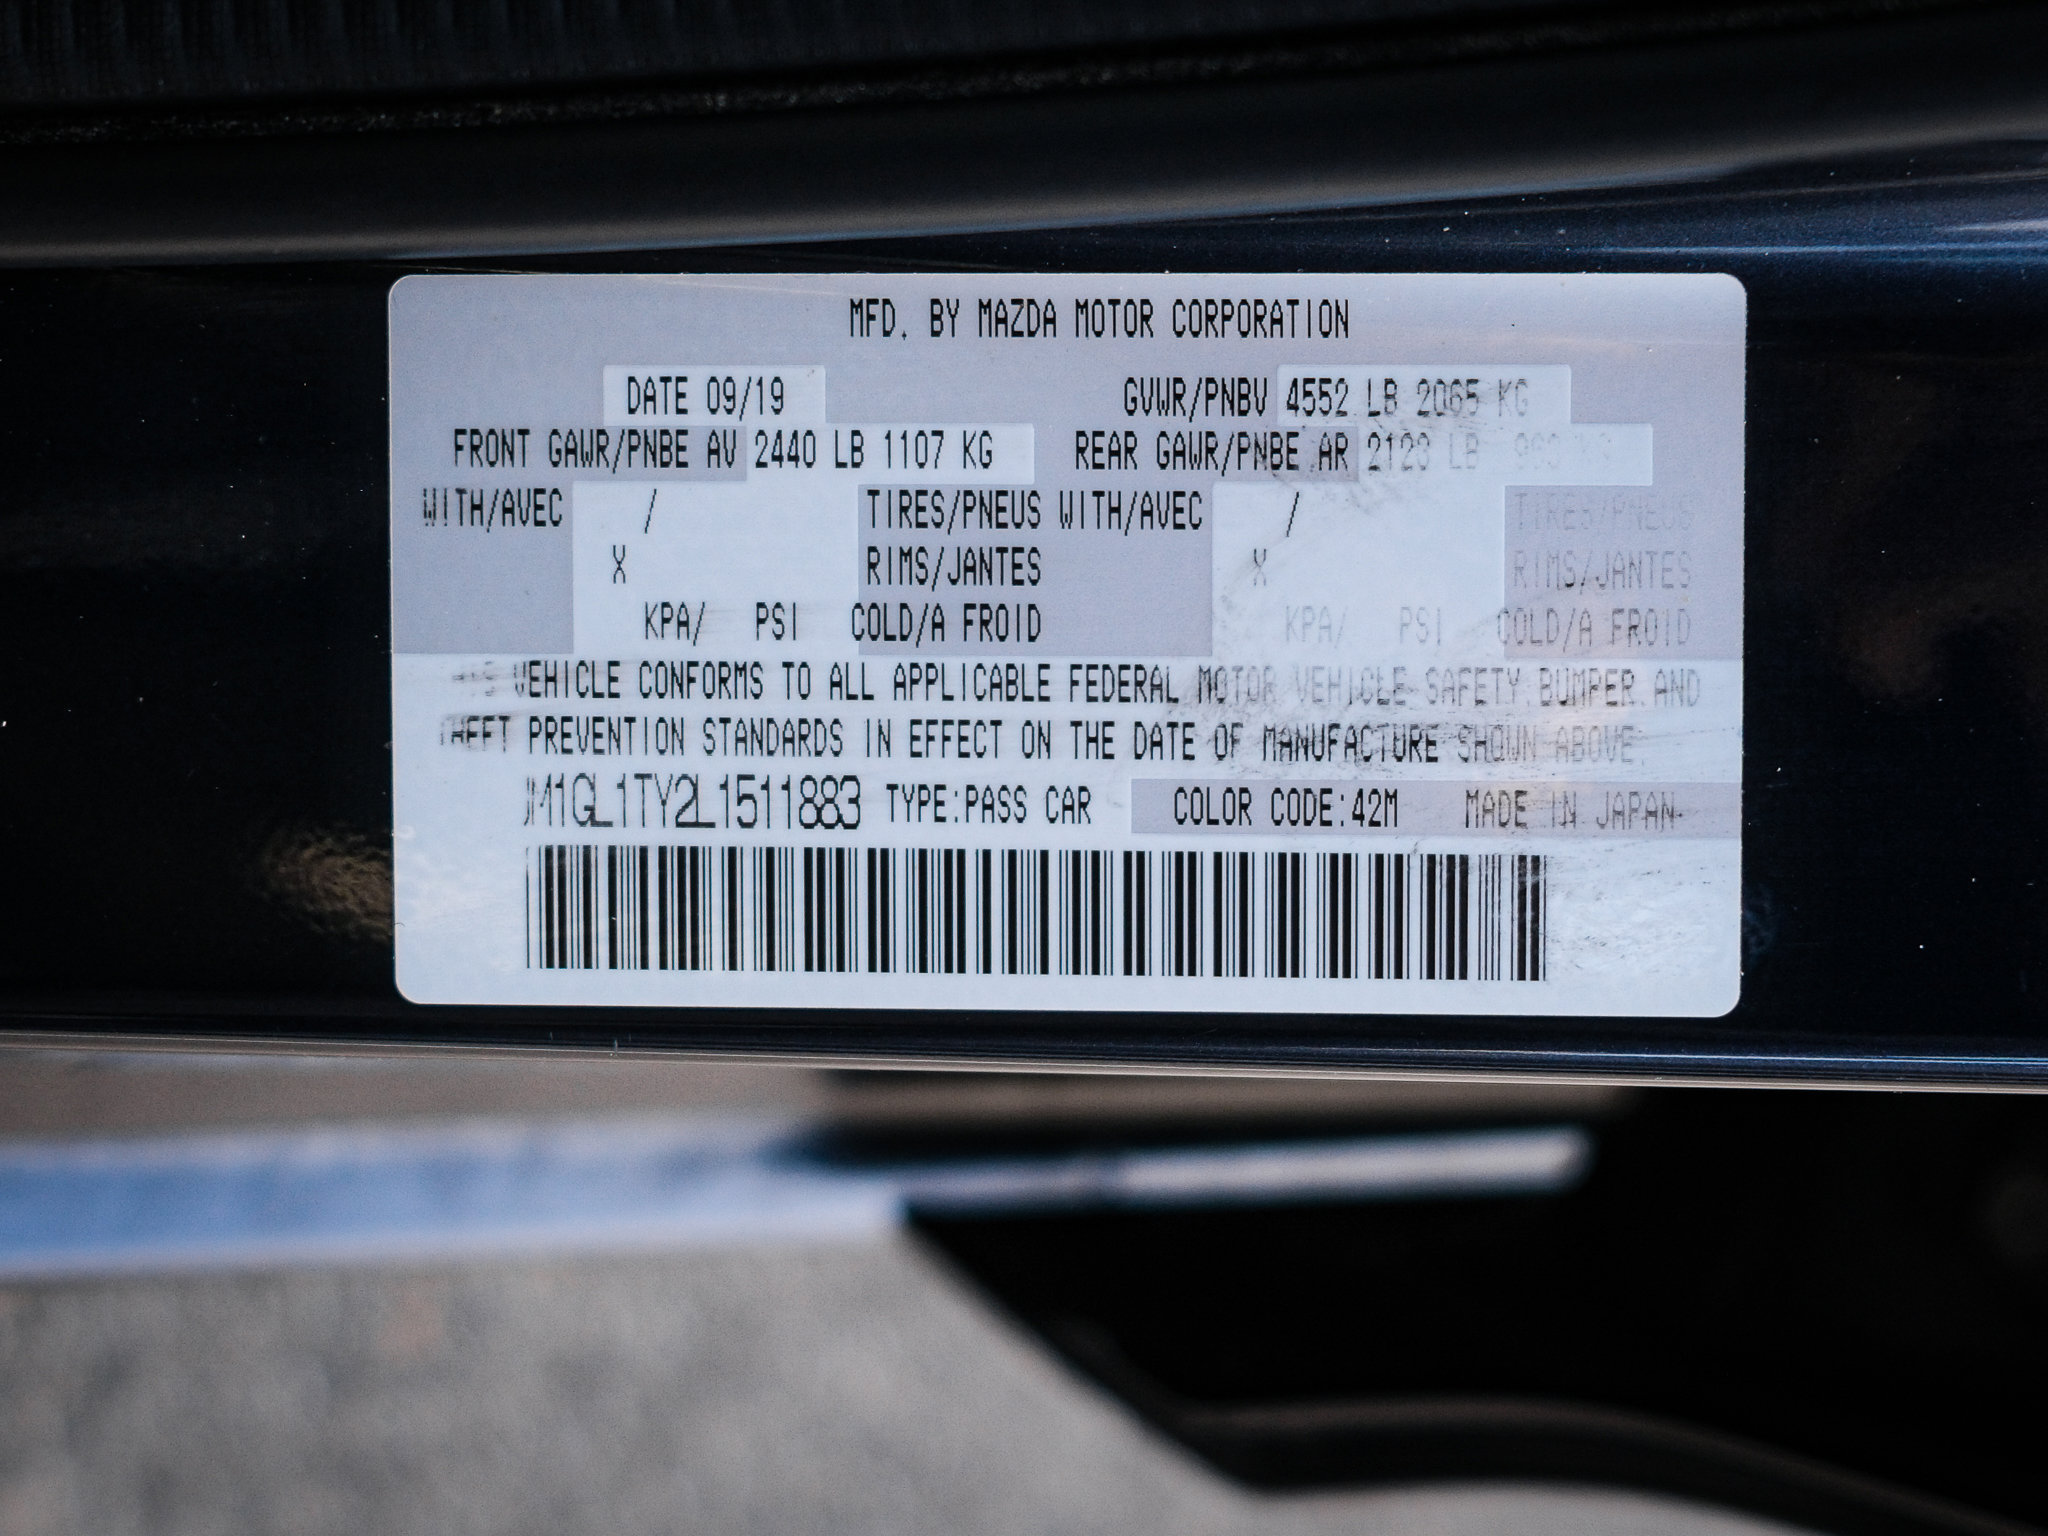 MFD. BY MAZDA MOTOR CORPORATION
DATE 09/19 GVWR/PNBV 4552 LB 2065 KG
FRONT GAWR/PNBE AV 2440 LB 1107 KG REAR GAWR/PNBE AR 2123 LB
WITH/AVEC / TIRES/PNEUS WITH/AVEC / TIRES/PNEUS
X RIMS/JANTES X RIMS/JANTES
KPA/ PSI COLD/A FROID KPA/ PSI COLD/A FROID
VEHICLE CONFORMS TO ALL APPLICABLE FEDERAL MOTOR VEHICLE SAFETY, BUMPER, AND
THEFT PREVENTION STANDARDS IN EFFECT ON THE DATE OF MANUFACTURE SHOWN ABOVE.
JM1GL1TY2L1511883 TYPE:PASS CAR COLOR CODE:42M MADE IN JAPAN